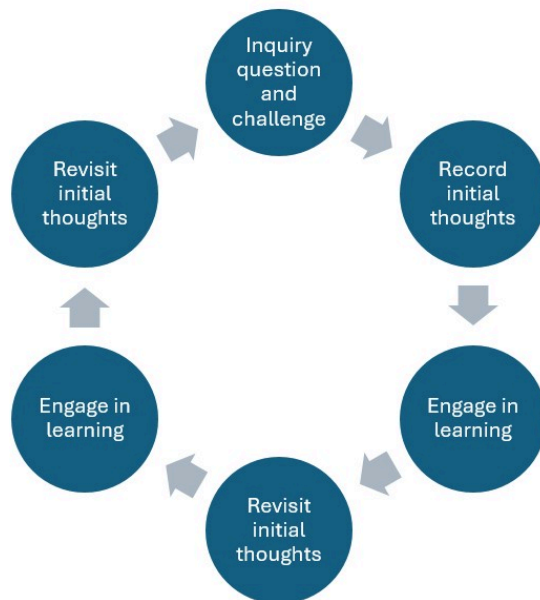 Inquiry
question
and
challenge
Record
initial
thoughts
Engage in
learning
Revisit
initial
thoughts
Engage in
learning
Revisit
initial
thoughts